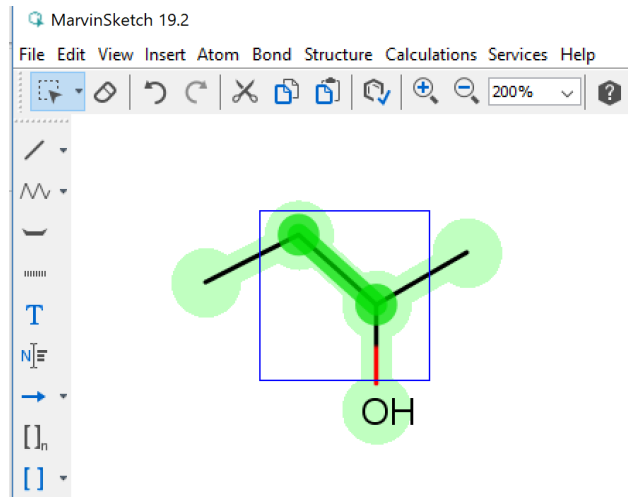 MarvinSketch 19.2
File Edit View Insert Atom Bond Structure Calculations Services Help
200% ?
T
N
[ ]n
[ ]
OH